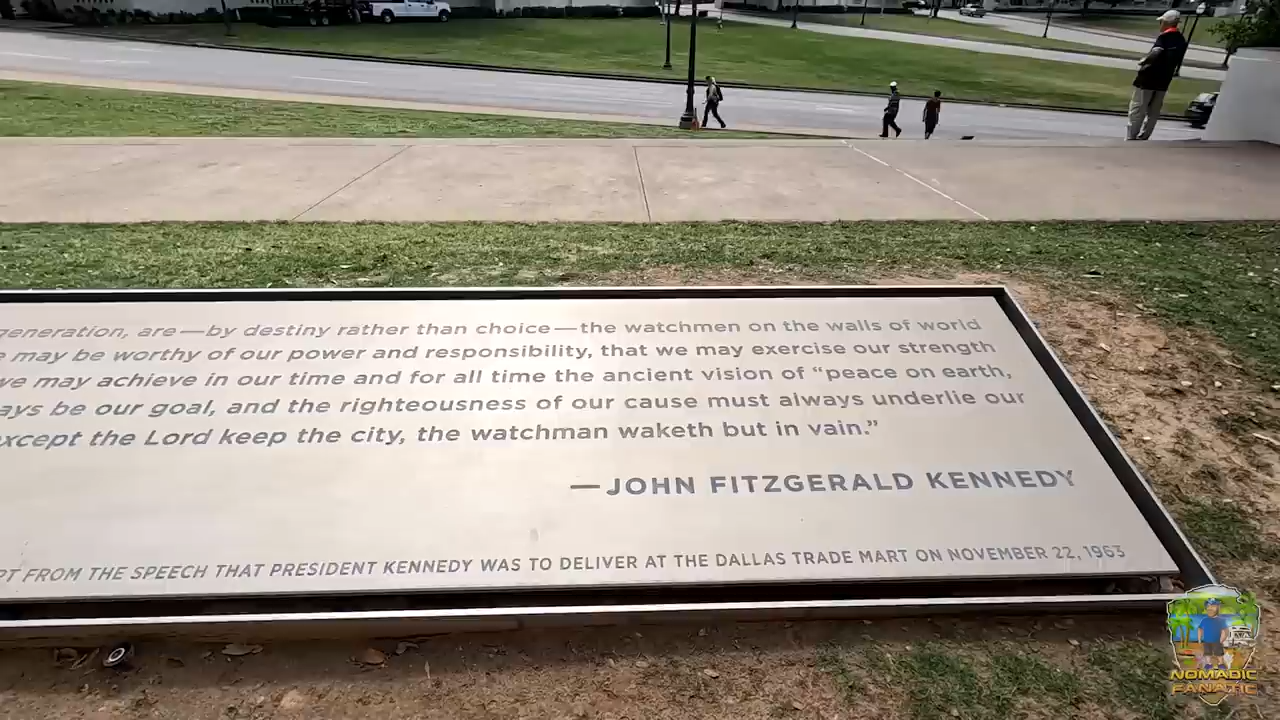 generation, are—by destiny rather than choice—the watchmen on the walls of world
may be worthy of our power and responsibility, that we may exercise our strength
we may achieve in our time and for all time the ancient vision of “peace on earth,
ays be our goal, and the righteousness of our cause must always underlie our
xcept the Lord keep the city, the watchman waketh but in vain.”
—JOHN FITZGERALD KENNEDY
PT FROM THE SPEECH THAT PRESIDENT KENNEDY WAS TO DELIVER AT THE DALLAS TRADE MART ON NOVEMBER 22, 1963
NOMADIC
FANATIC